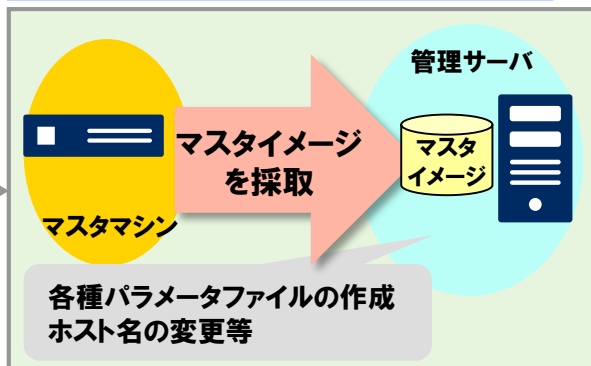 管理サーバ
マスタイメージ
を採取
マスタ
イメージ
マスタマシン
各種パラメータファイルの作成
ホスト名の変更等